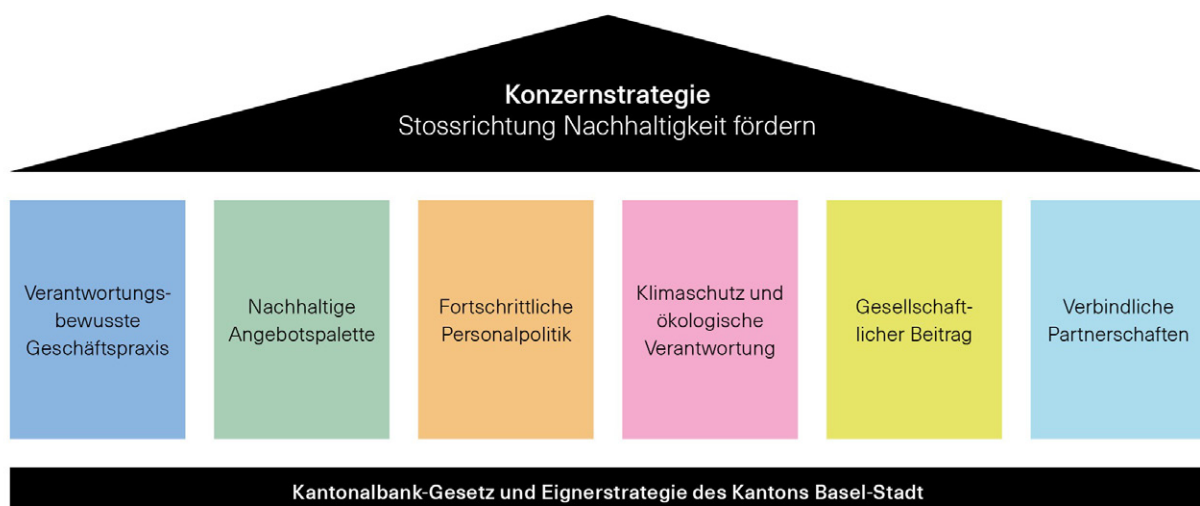 Konzernstrategie
Stossrichtung Nachhaltigkeit fördern
Verantwortungs-
bewusste
Geschäftspraxis
Nachhaltige
Angebotspalette
Fortschrittliche
Personalpolitik
Klimaschutz und
ökologische
Verantwortung
Gesellschaft-
licher Beitrag
Verbindliche
Partnerschaften
Kantonalbank-Gesetz und Eignerstrategie des Kantons Basel-Stadt